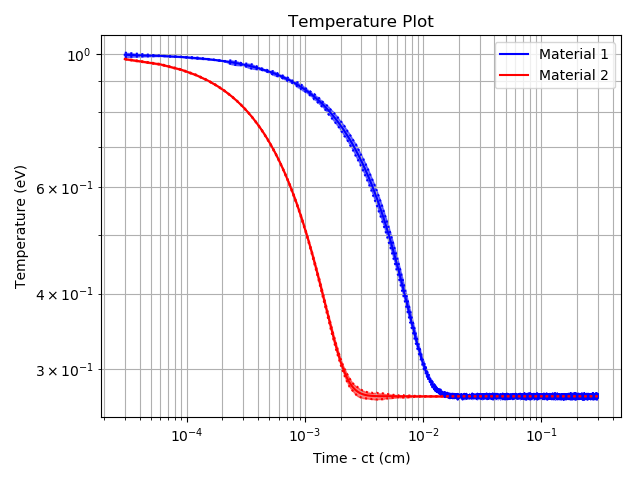 Temperature Plot
Temperature (eV)
10⁰
6 × 10⁻¹
4 × 10⁻¹
3 × 10⁻¹
Material 1
Material 2
10⁻⁴
10⁻³
10⁻²
10⁻¹
Time - ct (cm)